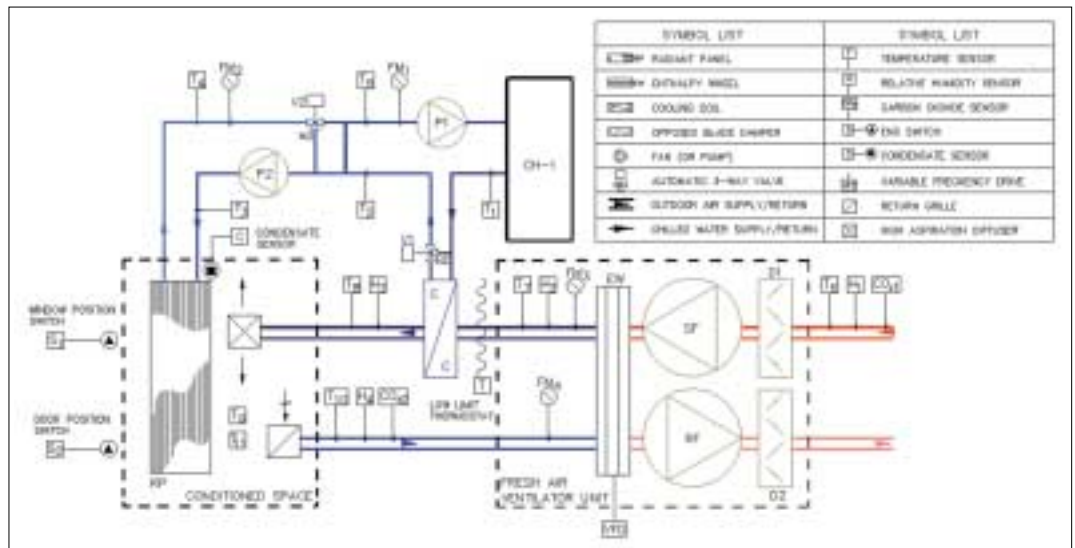 SYMBOL LIST
SYMBOL LIST
RADIANT PANEL
TEMPERATURE SENSOR
ENTHALPY WHEEL
RELATIVE HUMIDITY SENSOR
COOLING COIL
CARBON DIOXIDE SENSOR
OPPOSED BLADE DAMPER
END SWITCH
FAN (OR PUMP)
CONDENSATE SENSOR
AUTOMATIC 3-WAY VALVE
VARIABLE FREQUENCY DRIVE
OUTDOOR AIR SUPPLY/RETURN
RETURN GRILLE
CHILLED WATER SUPPLY/RETURN
HIGH ASPIRATION DIFFUSER
P1
CH-1
P2
CONDENSATE
SENSOR
C
WINDOW POSITION
SWITCH
EW
D1
SF
C
C
LOW LIMIT
THERMOSTAT
T
DOOR POSITION
SWITCH
RF
RP
CONDITIONED SPACE
FRESH AIR
VENTILATOR UNIT
D2
VFD